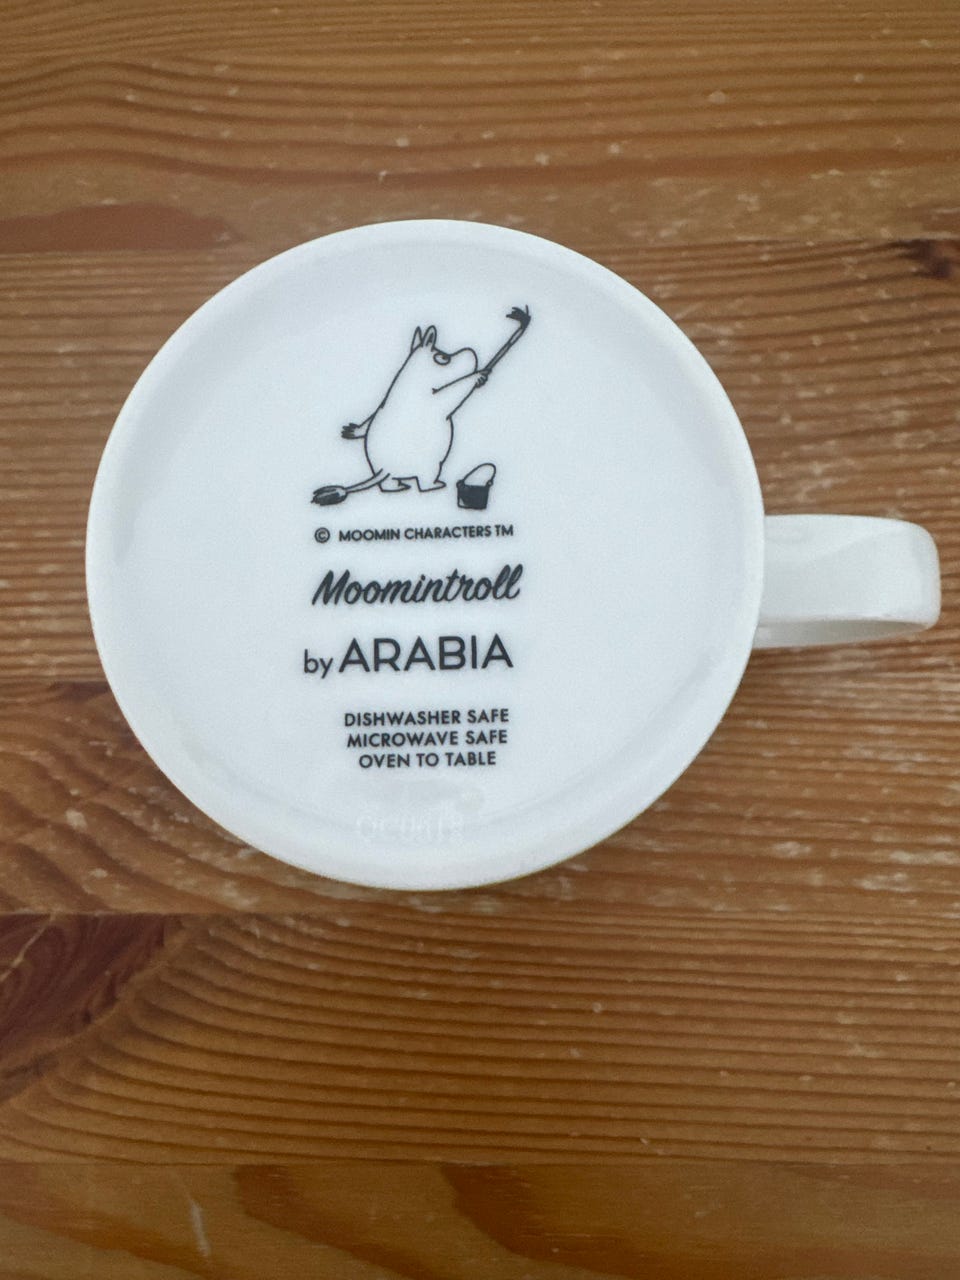 © MOOMIN CHARACTERS TM
Moomintroll
by ARABIA
DISHWASHER SAFE
MICROWAVE SAFE
OVEN TO TABLE